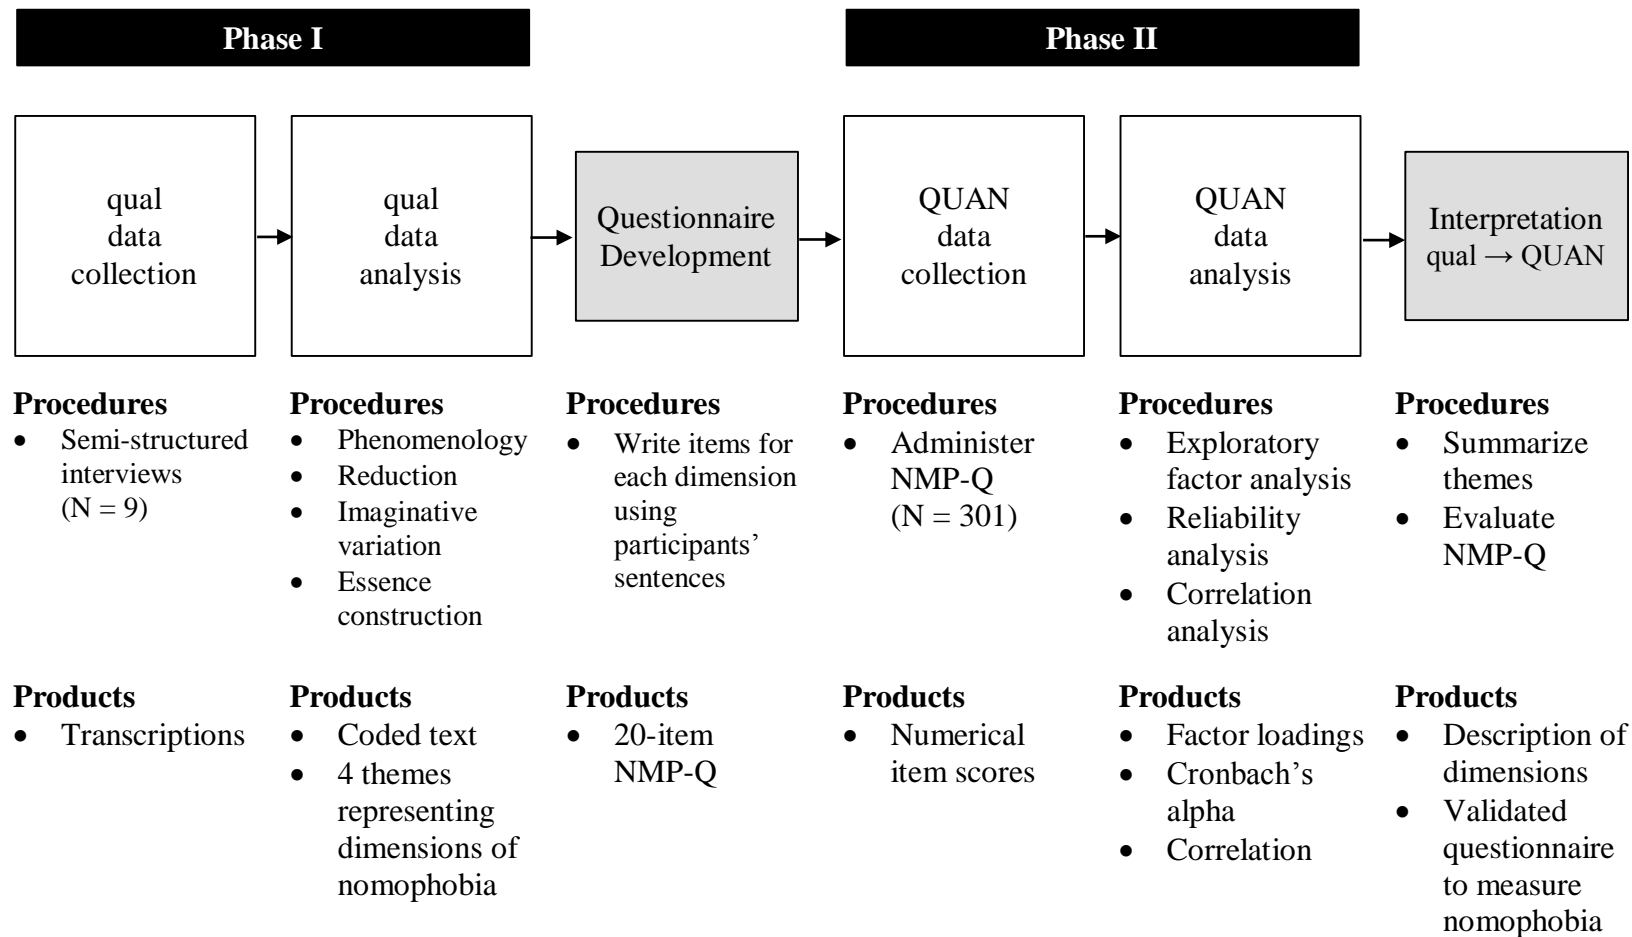 Phase I
Phase II
qual
data
collection
qual
data
analysis
Questionnaire
Development
QUAN
data
collection
QUAN
data
analysis
Interpretation
qual → QUAN
Procedures
• Semi-structured
interviews
(N = 9)
Procedures
• Phenomenology
• Reduction
• Imaginative
variation
• Essence
construction
Procedures
• Write items for
each dimension
using
participants’
sentences
Procedures
• Administer
NMP-Q
(N = 301)
Procedures
• Exploratory
factor analysis
• Reliability
analysis
• Correlation
analysis
Procedures
• Summarize
themes
• Evaluate
NMP-Q
Products
• Transcriptions
Products
• Coded text
• 4 themes
representing
dimensions of
nomophobia
Products
• 20-item
NMP-Q
Products
• Numerical
item scores
Products
• Factor loadings
• Cronbach’s
alpha
• Correlation
Products
• Description of
dimensions
• Validated
questionnaire
to measure
nomophobia